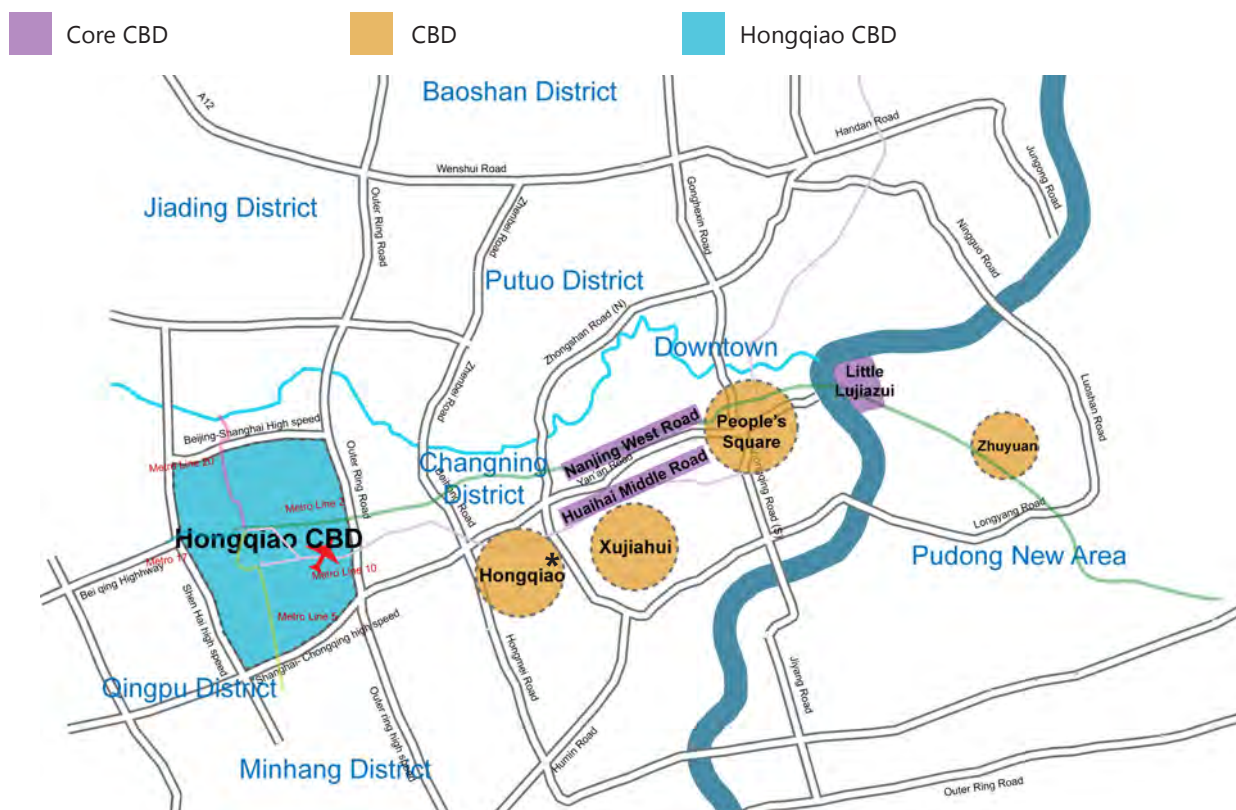 Core CBD
CBD
Hongqiao CBD
Baoshan District
A12
Handan Road
Jungong Road
Wenshui Road
Gonghexin Road
Outer Ring Road
Zhenbei Road
Jiading District
Ningguo Road
Putuo District
Zhongshan Road (N)
Downtown
Zhenbei Road
Little
Lujiazui
Luoshan Road
People's
Square
Nanjing West Road
Beijing-Shanghai High speed
Zhuyuan
Changning
District
Yan'an Road
Metro Line 20
Outer Ring Road
Huaihai Middle Road
Metro Line 2
Longyang Road
Hongqiao CBD
Xujiahui
Pudong New Area
Metro 17
*
Hongqiao
Metro Line 10
Bei qing Highhway
Shen Hai high speed
Metro Line 5
Shanghai- Chongqing high speed
Hongmei Road
Jiyang Road
Qingpu District
Outer ring high speed
Humin Road
Minhang District
Outer Ring Road